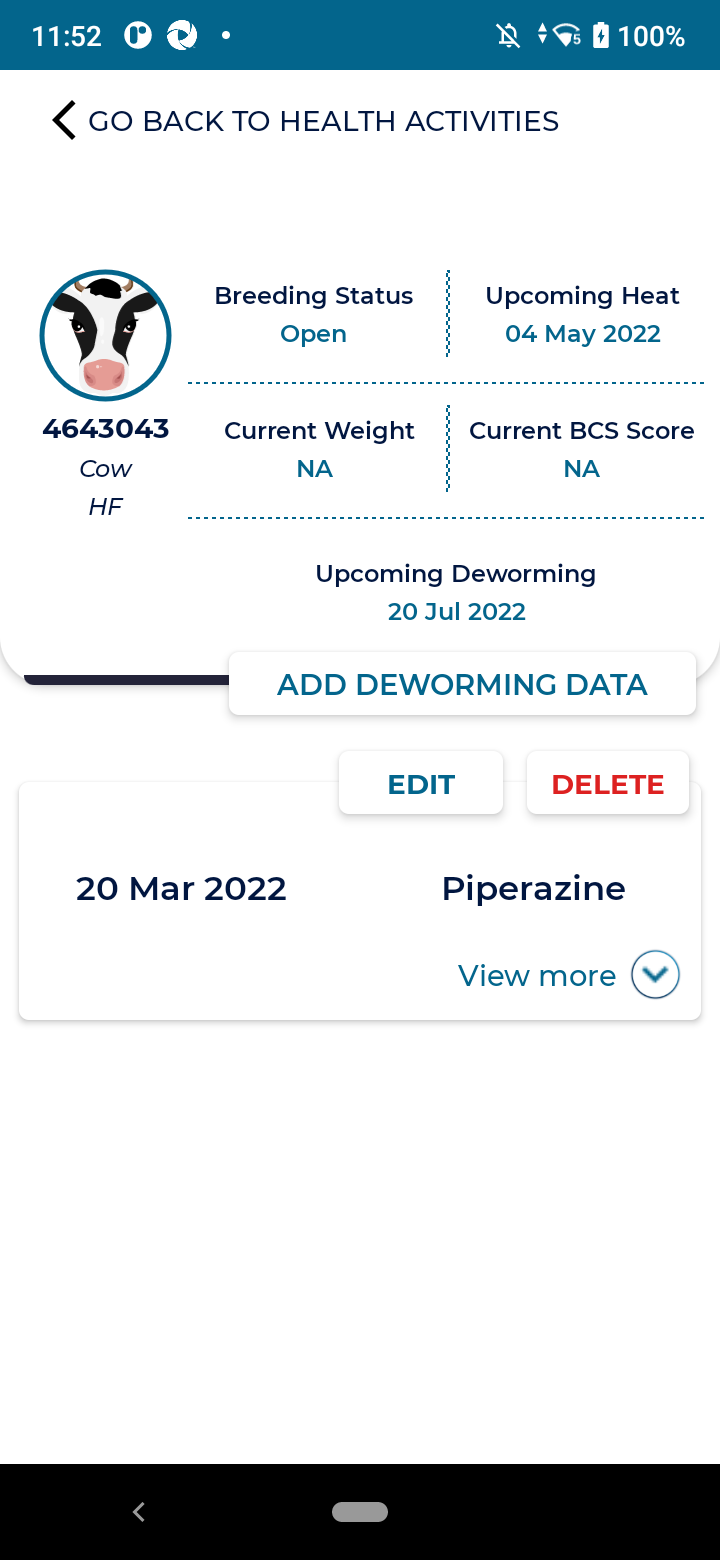 11:52
5
100%
GO BACK TO HEALTH ACTIVITIES
Breeding Status
Open
Upcoming Heat
04 May 2022
4643043
Cow
HF
Current Weight
NA
Current BCS Score
NA
Upcoming Deworming
20 Jul 2022
ADD DEWORMING DATA
EDIT
DELETE
20 Mar 2022
Piperazine
View more